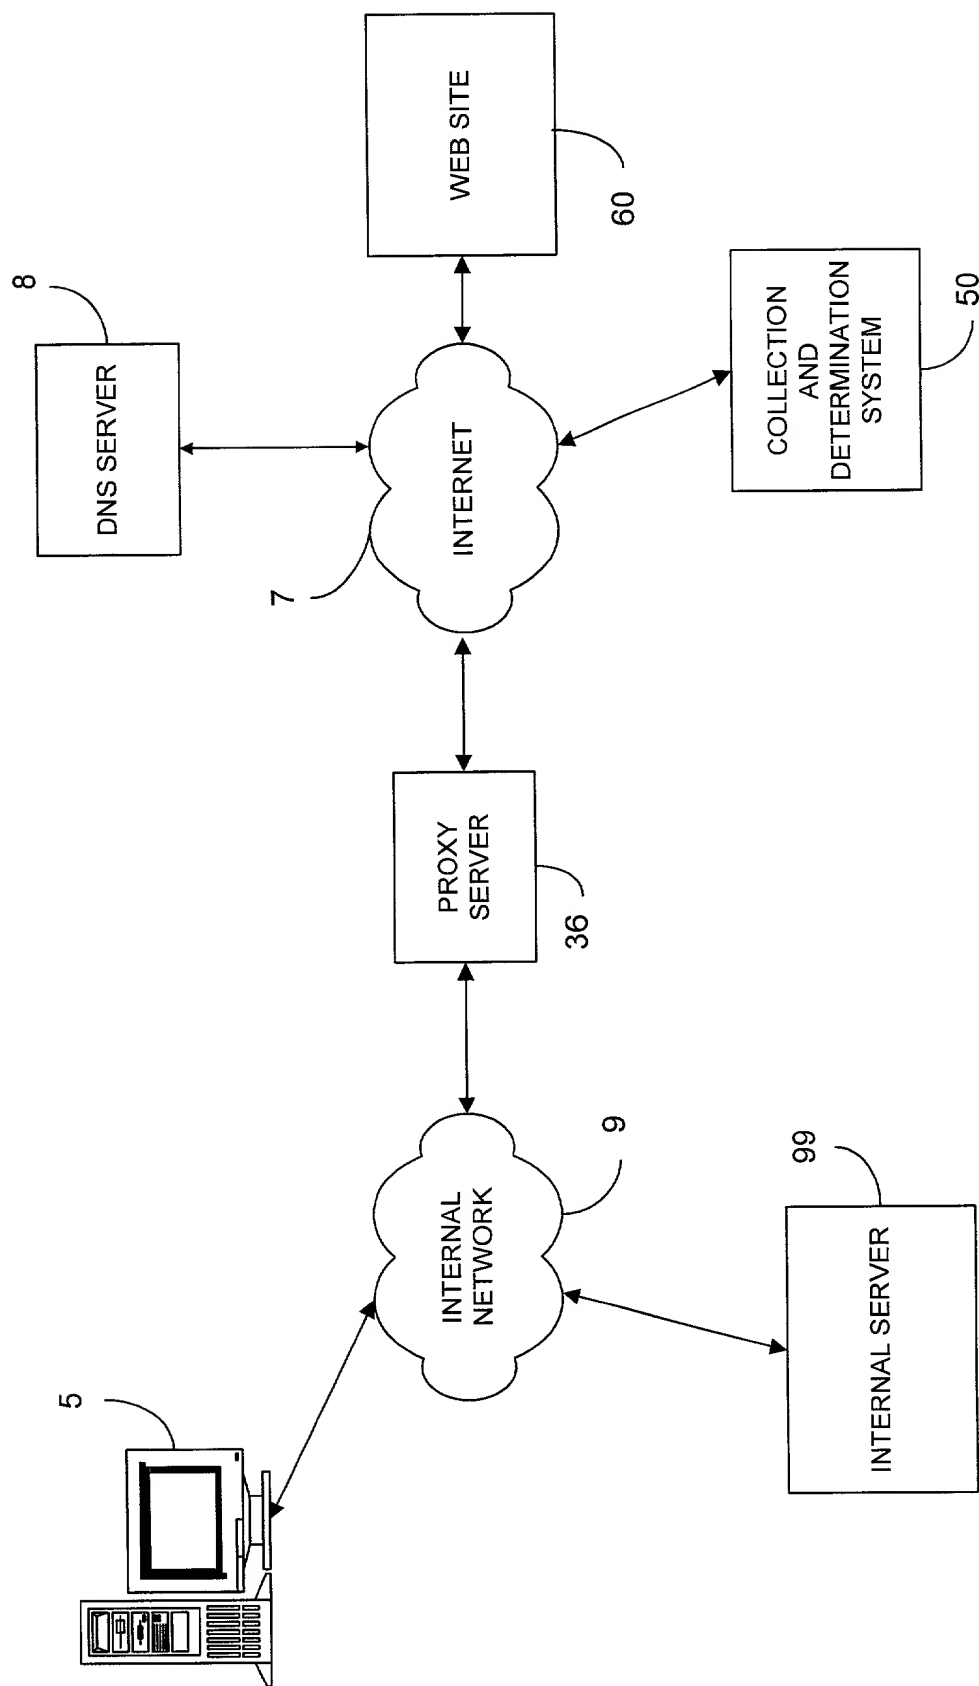 8
DNS SERVER
WEB SITE
60
7
INTERNET
COLLECTION
AND
DETERMINATION
SYSTEM
50
PROXY
SERVER
36
5
INTERNAL
NETWORK
9
INTERNAL SERVER
99